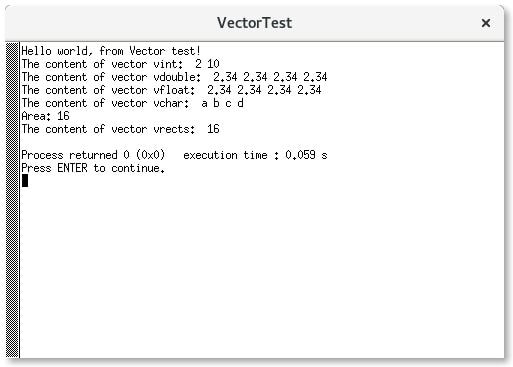 VectorTest
Hello world, from Vector test!
The content of vector vint:  2 10
The content of vector vdouble:  2.34 2.34 2.34 2.34
The content of vector vfloat:  2.34 2.34 2.34 2.34
The content of vector vchar:  a b c d
Area: 16
The content of vector vrects:  16
Process returned 0 (0x0)   execution time : 0.059 s
Press ENTER to continue.